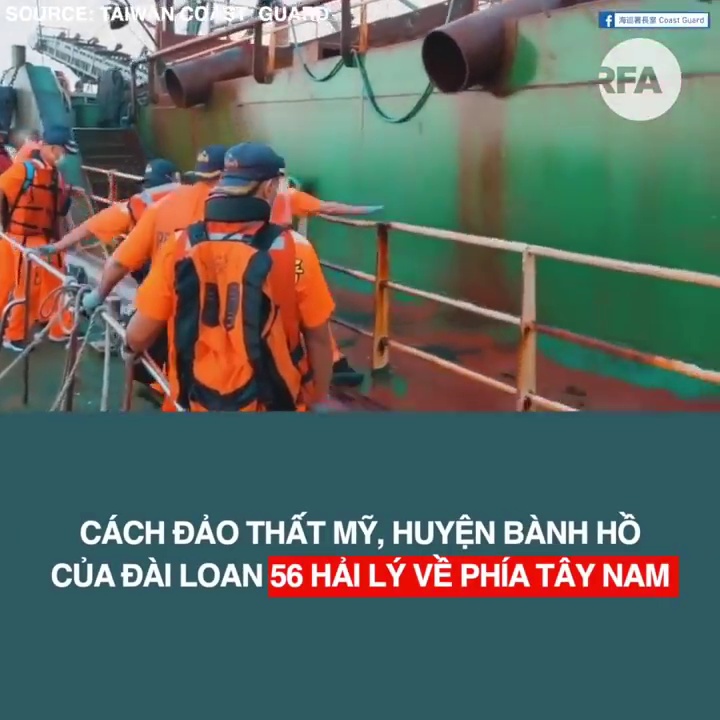 SOURCE: TAIWAN COAST GUARD
海巡署長室 Coast Guard
RFA
CÁCH ĐẢO THẤT MỸ, HUYỆN BÀNH HỒ
CỦA ĐÀI LOAN 56 HẢI LÝ VỀ PHÍA TÂY NAM